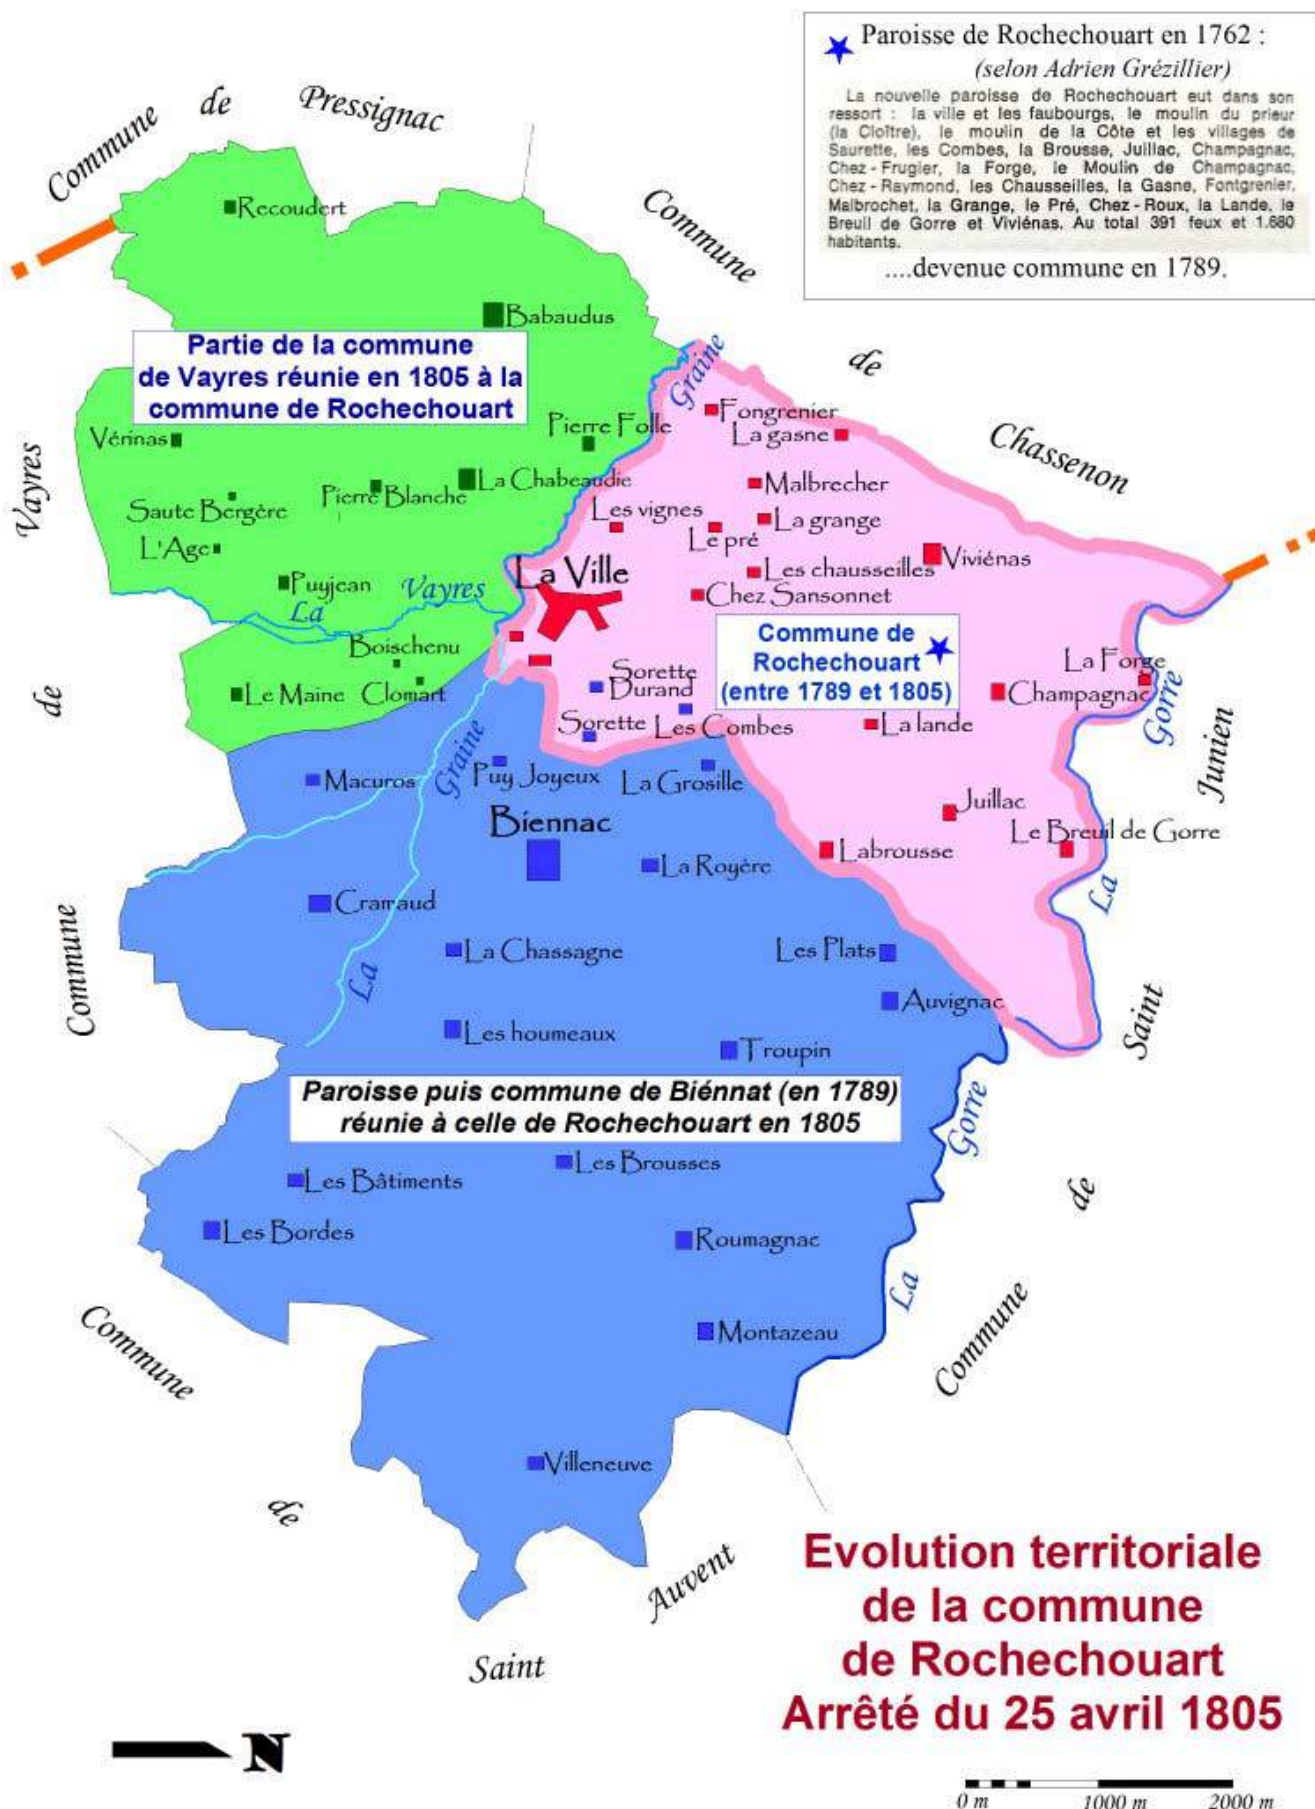 Paroisse de Rochechouart en 1762 :
(selon Adrien Grézillier)
La nouvelle paroisse de Rochechouart eut dans son
ressort : la ville et les faubourgs, le moulin du prieur
(la Cloître), le moulin de la Côte et les villages de
Saurette, les Combes, la Brousse, Juillac, Champagnac,
Chez-Frugier, la Forge, le Moulin de Champagnac,
Chez-Raymond, les Chausseilles, la Gasne, Fontgrenier,
Malbrochet, la Grange, le Pré, Chez-Roux, la Lande, le
Breuil de Gorre et Viviénas. Au total 391 feux et 1.680
habitants.
....devenue commune en 1789.
Commune de Pressignac
Commune de Chassenon
Recoudert
Babaudus
Partie de la commune
de Vayres réunie en 1805 à la
commune de Rochechouart
Graine
Fongrenier
La gasne
Vérinas
Pierre Folle
Malbrecher
La Chabeaudie
Pierre Blanche
Saute Bergère
Les vignes
La grange
Le pré
L'Age
Viviénas
La Ville
Les chausseilles
Puyjean
La Vayres
Chez Sansonnet
Commune de
Rochechouart
(entre 1789 et 1805)
Boischenu
Le Maine
Clomart
Sorette
Durand
La Forge
Champagnac
Gorre
Sorette
Les Combes
La lande
Graine
Macuros
Puy Joyeux
La Grosille
Juillac
Biennac
Le Breuil de Gorre
Labrousse
La Royère
La
Cramaud
La Chassagne
Les Plats
La
Auvignac
Les houmeaux
Troupin
Paroisse puis commune de Biénnat (en 1789)
réunie à celle de Rochechouart en 1805
Gorre
Les Brousses
Les Bâtiments
Les Bordes
Roumagnac
La
Montazeau
Villeneuve
Commune de Vayres
Commune de Saint Junien
Commune de Saint Auvent
Evolution territoriale
de la commune
de Rochechouart
Arrêté du 25 avril 1805
N
0 m 1000 m 2000 m